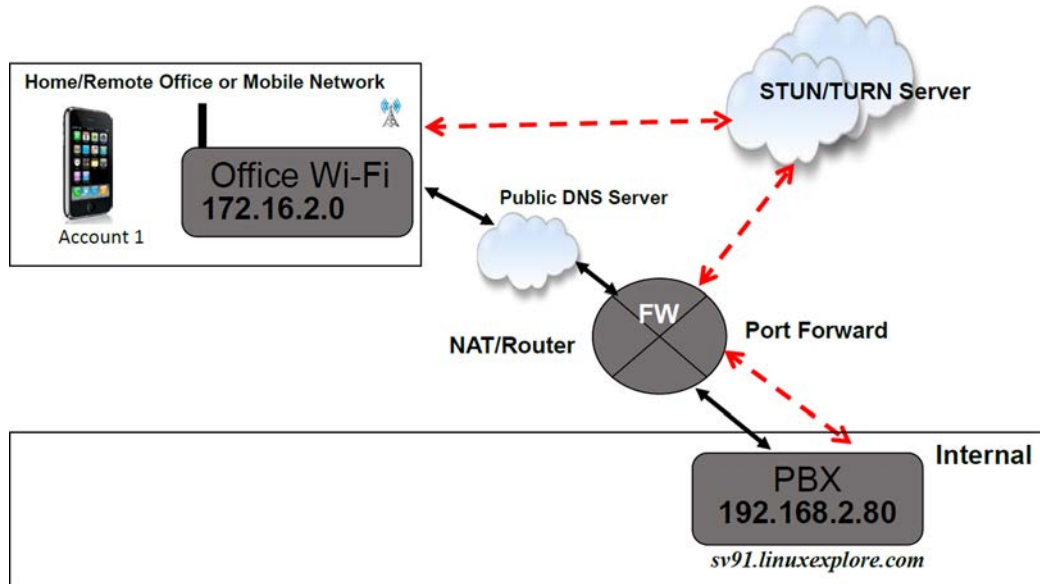 Home/Remote Office or Mobile Network
STUN/TURN Server
Office Wi-Fi
172.16.2.0
Account 1
Public DNS Server
FW
NAT/Router
Port Forward
Internal
PBX
192.168.2.80
sv91.linuxexplore.com